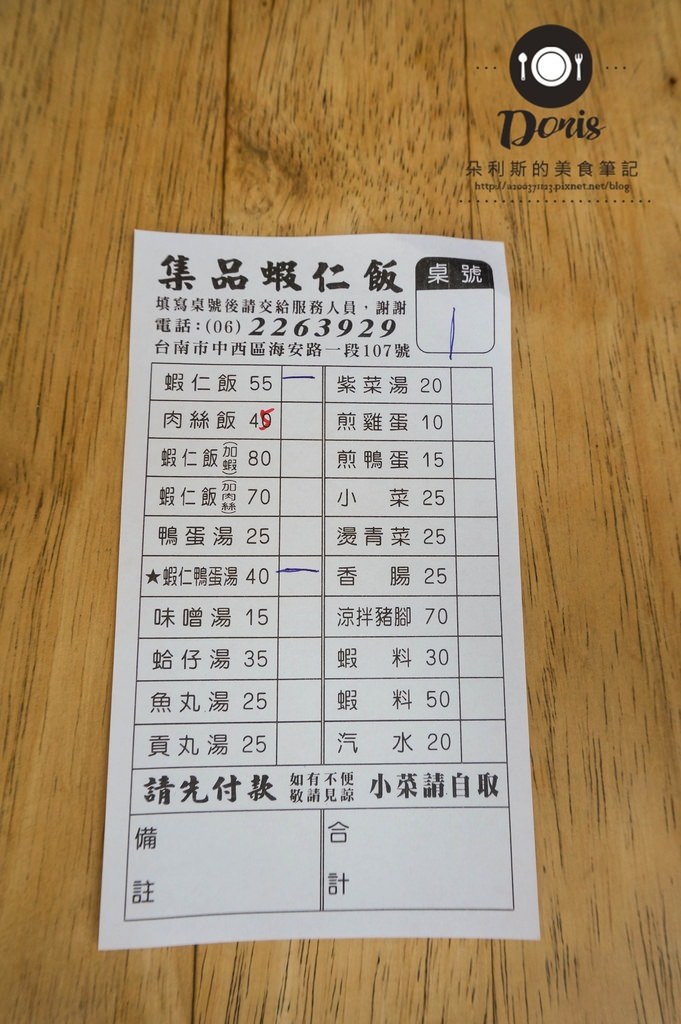 Doris
朵利斯的美食筆記
http://a200371123.pixnet.net/blog
集品蝦仁飯
桌號
1
填寫桌號後請交給服務人員，謝謝
電話：(06) 2263929
台南市中西區海安路一段107號
蝦仁飯 55 一 紫菜湯 20
肉絲飯 45 煎雞蛋 10
蝦仁飯(加蝦) 80 煎鴨蛋 15
蝦仁飯(加肉絲) 70 小菜 25
鴨蛋湯 25 燙青菜 25
★蝦仁鴨蛋湯 40 一 香腸 25
味噌湯 15 涼拌豬腳 70
蛤仔湯 35 蝦料 30
魚丸湯 25 蝦料 50
貢丸湯 25 汽水 20
請先付款 如有不便敬請見諒 小菜請自取
備註 合計